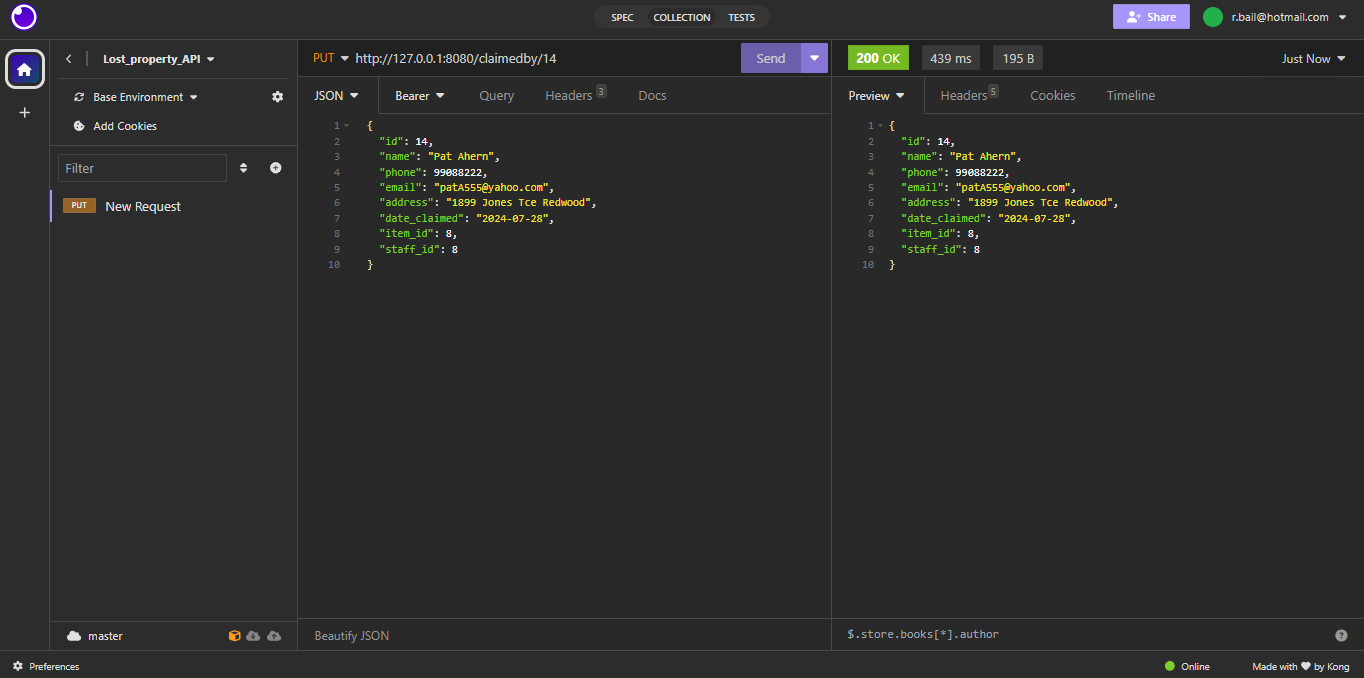 SPEC COLLECTION TESTS
Share
r.bail@hotmail.com
Lost_property_API
Base Environment
Add Cookies
Filter
PUT New Request
master
PUT http://127.0.0.1:8080/claimedby/14
Send
JSON Bearer Query Headers 3 Docs
1 {
2 "id": 14,
3 "name": "Pat Ahern",
4 "phone": 99088222,
5 "email": "patA555@yahoo.com",
6 "address": "1899 Jones Tce Redwood",
7 "date_claimed": "2024-07-28",
8 "item_id": 8,
9 "staff_id": 8
10 }
Beautify JSON
200 OK 439 ms 195 B Just Now
Preview Headers 5 Cookies Timeline
1 {
2 "id": 14,
3 "name": "Pat Ahern",
4 "phone": 99088222,
5 "email": "patA555@yahoo.com",
6 "address": "1899 Jones Tce Redwood",
7 "date_claimed": "2024-07-28",
8 "item_id": 8,
9 "staff_id": 8
10 }
$.store.books[*].author
Preferences
Online
Made with ♥ by Kong